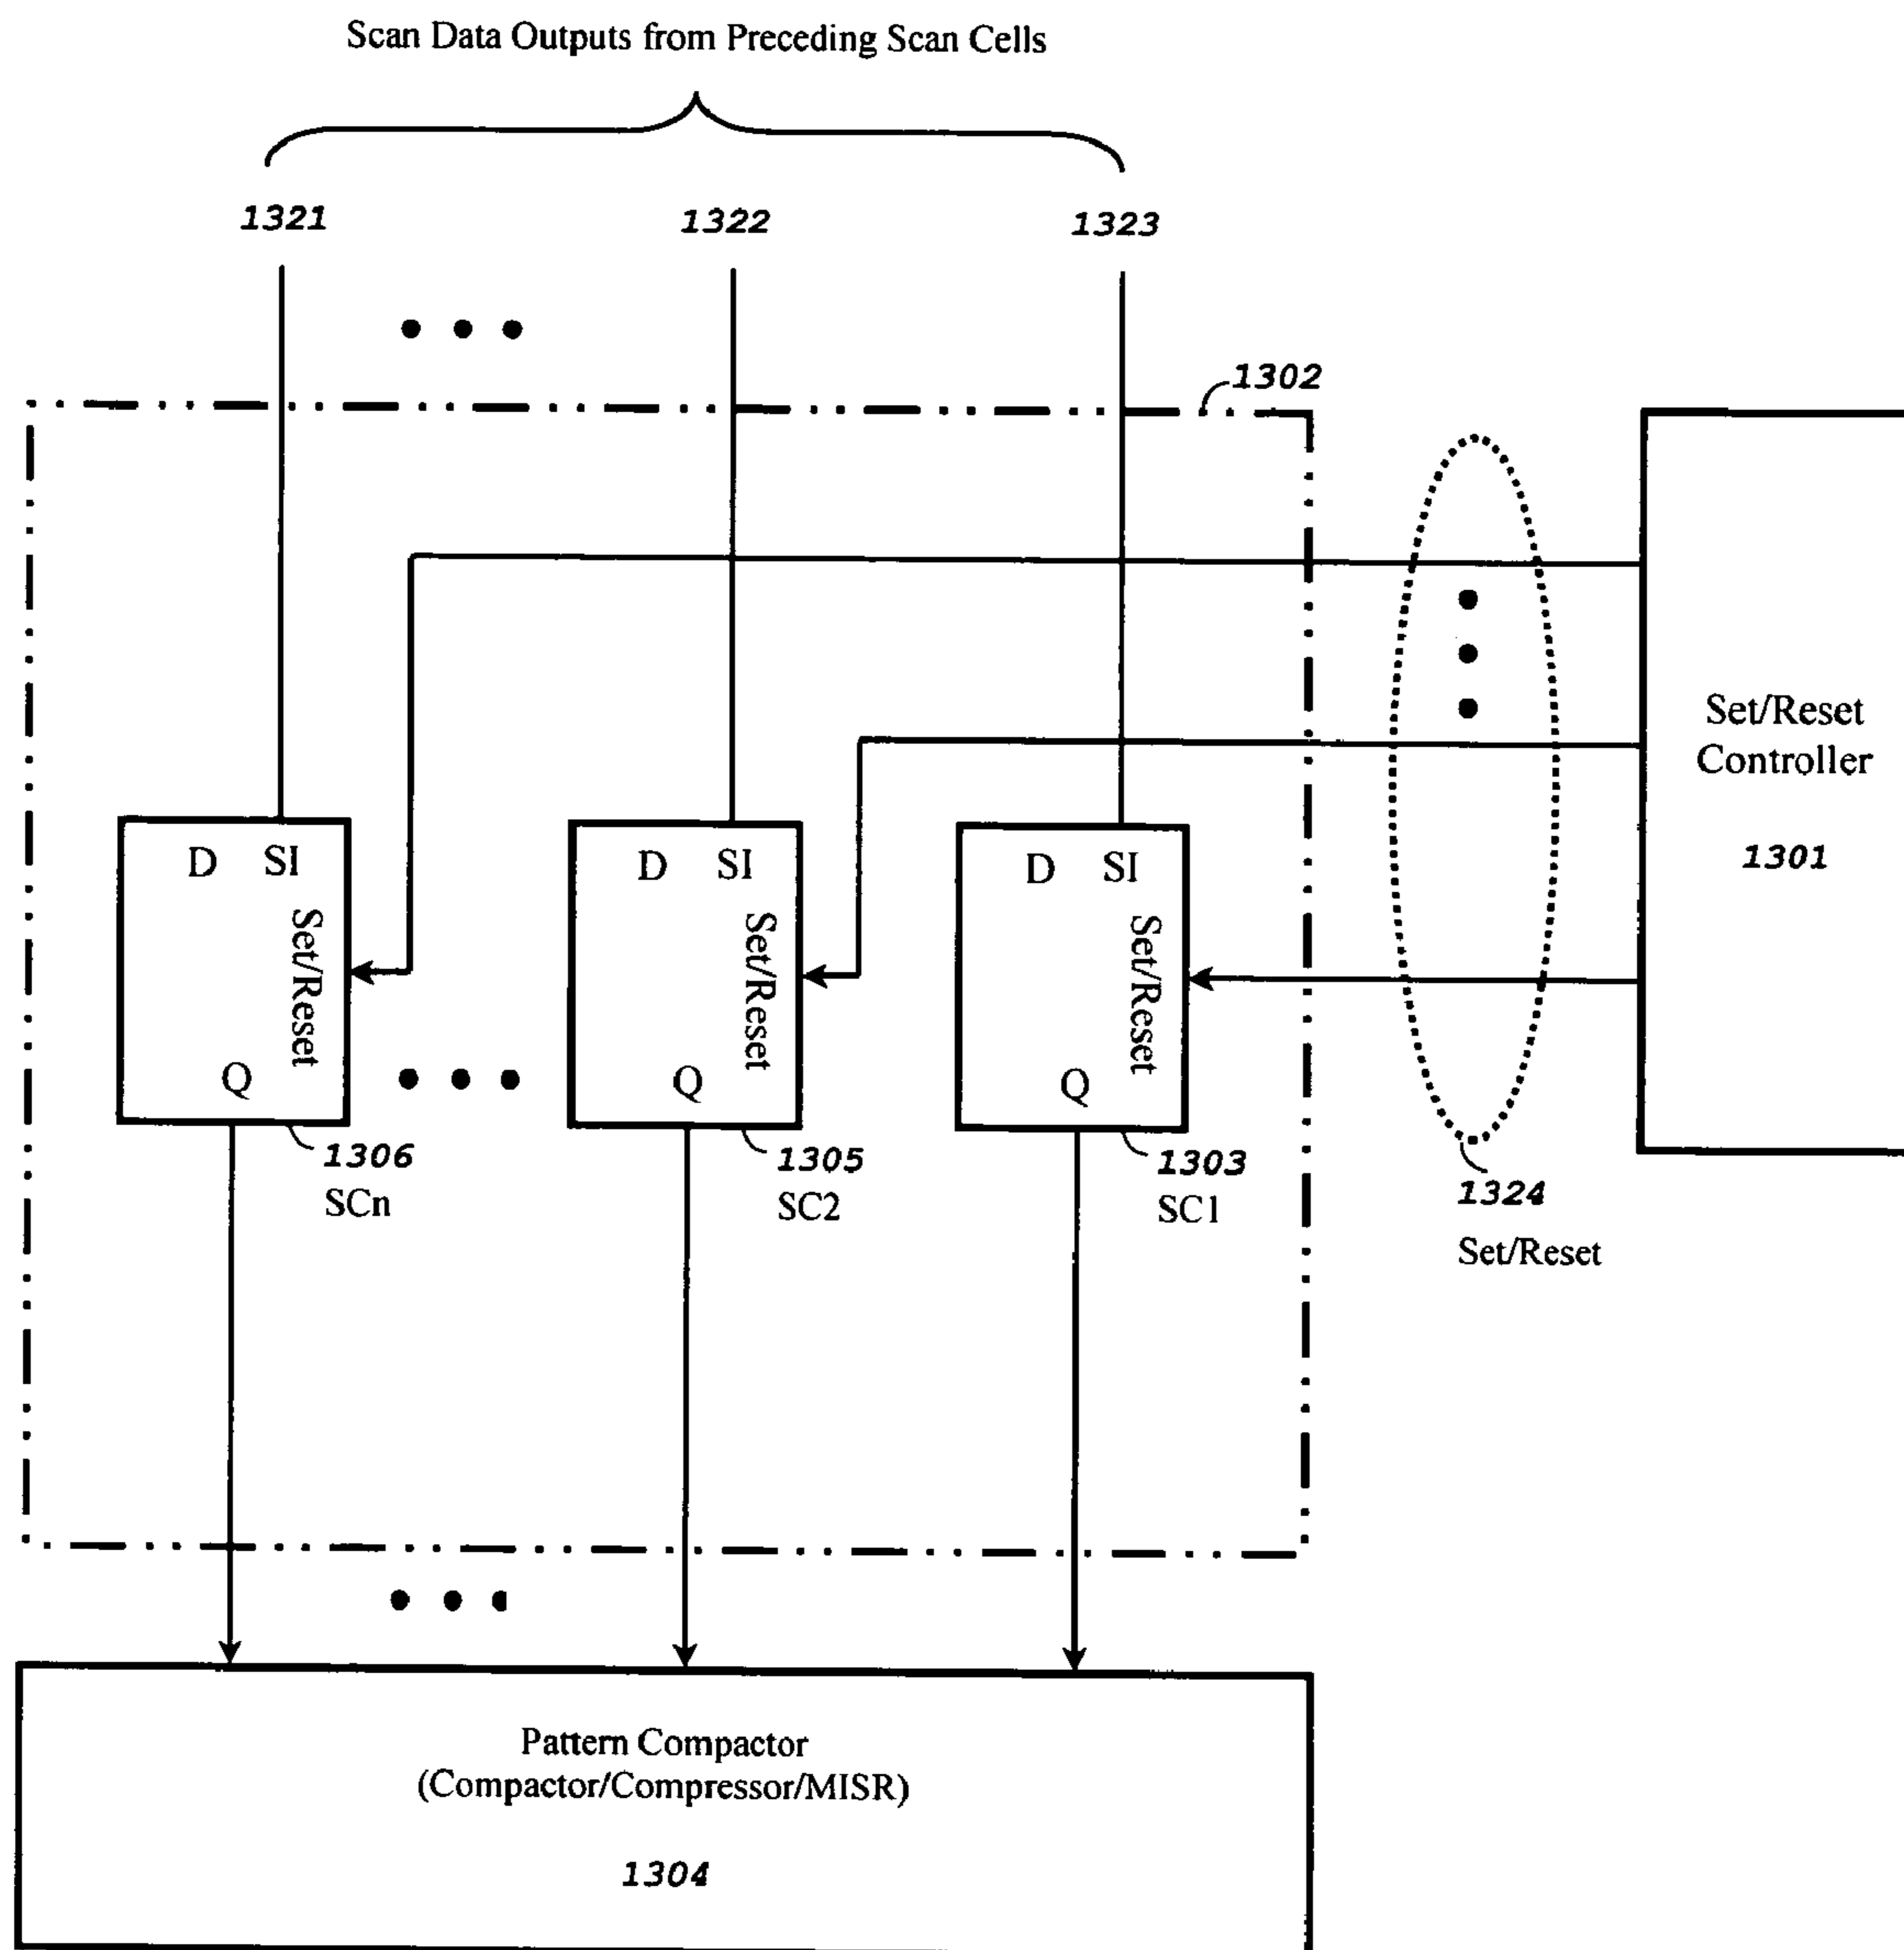 Scan Data Outputs from Preceding Scan Cells
1321
1322
1323
1302
Set/Reset
Controller
1301
D SI
Set/Reset
Q
D SI
Set/Reset
Q
D SI
Set/Reset
Q
1306
SCn
1305
SC2
1303
SC1
1324
Set/Reset
Pattern Compactor
(Compactor/Compressor/MISR)
1304